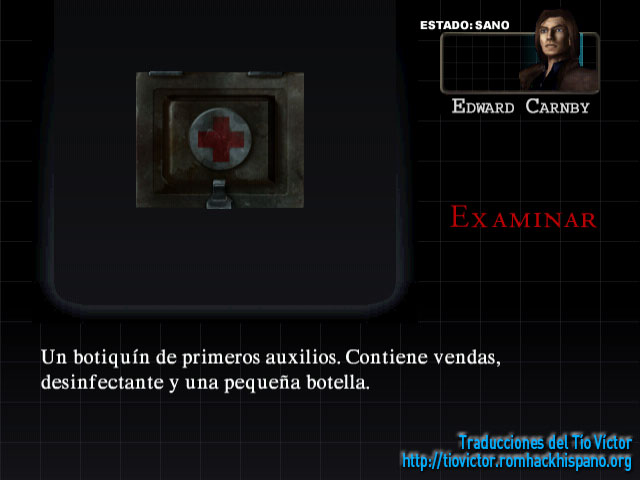 ESTADO: SANO
EDWARD CARNBY
EXAMINAR
Un botiquín de primeros auxilios. Contiene vendas,
desinfectante y una pequeña botella.
Traducciones del Tio Victor
http://tiovictor.romhackhispano.org